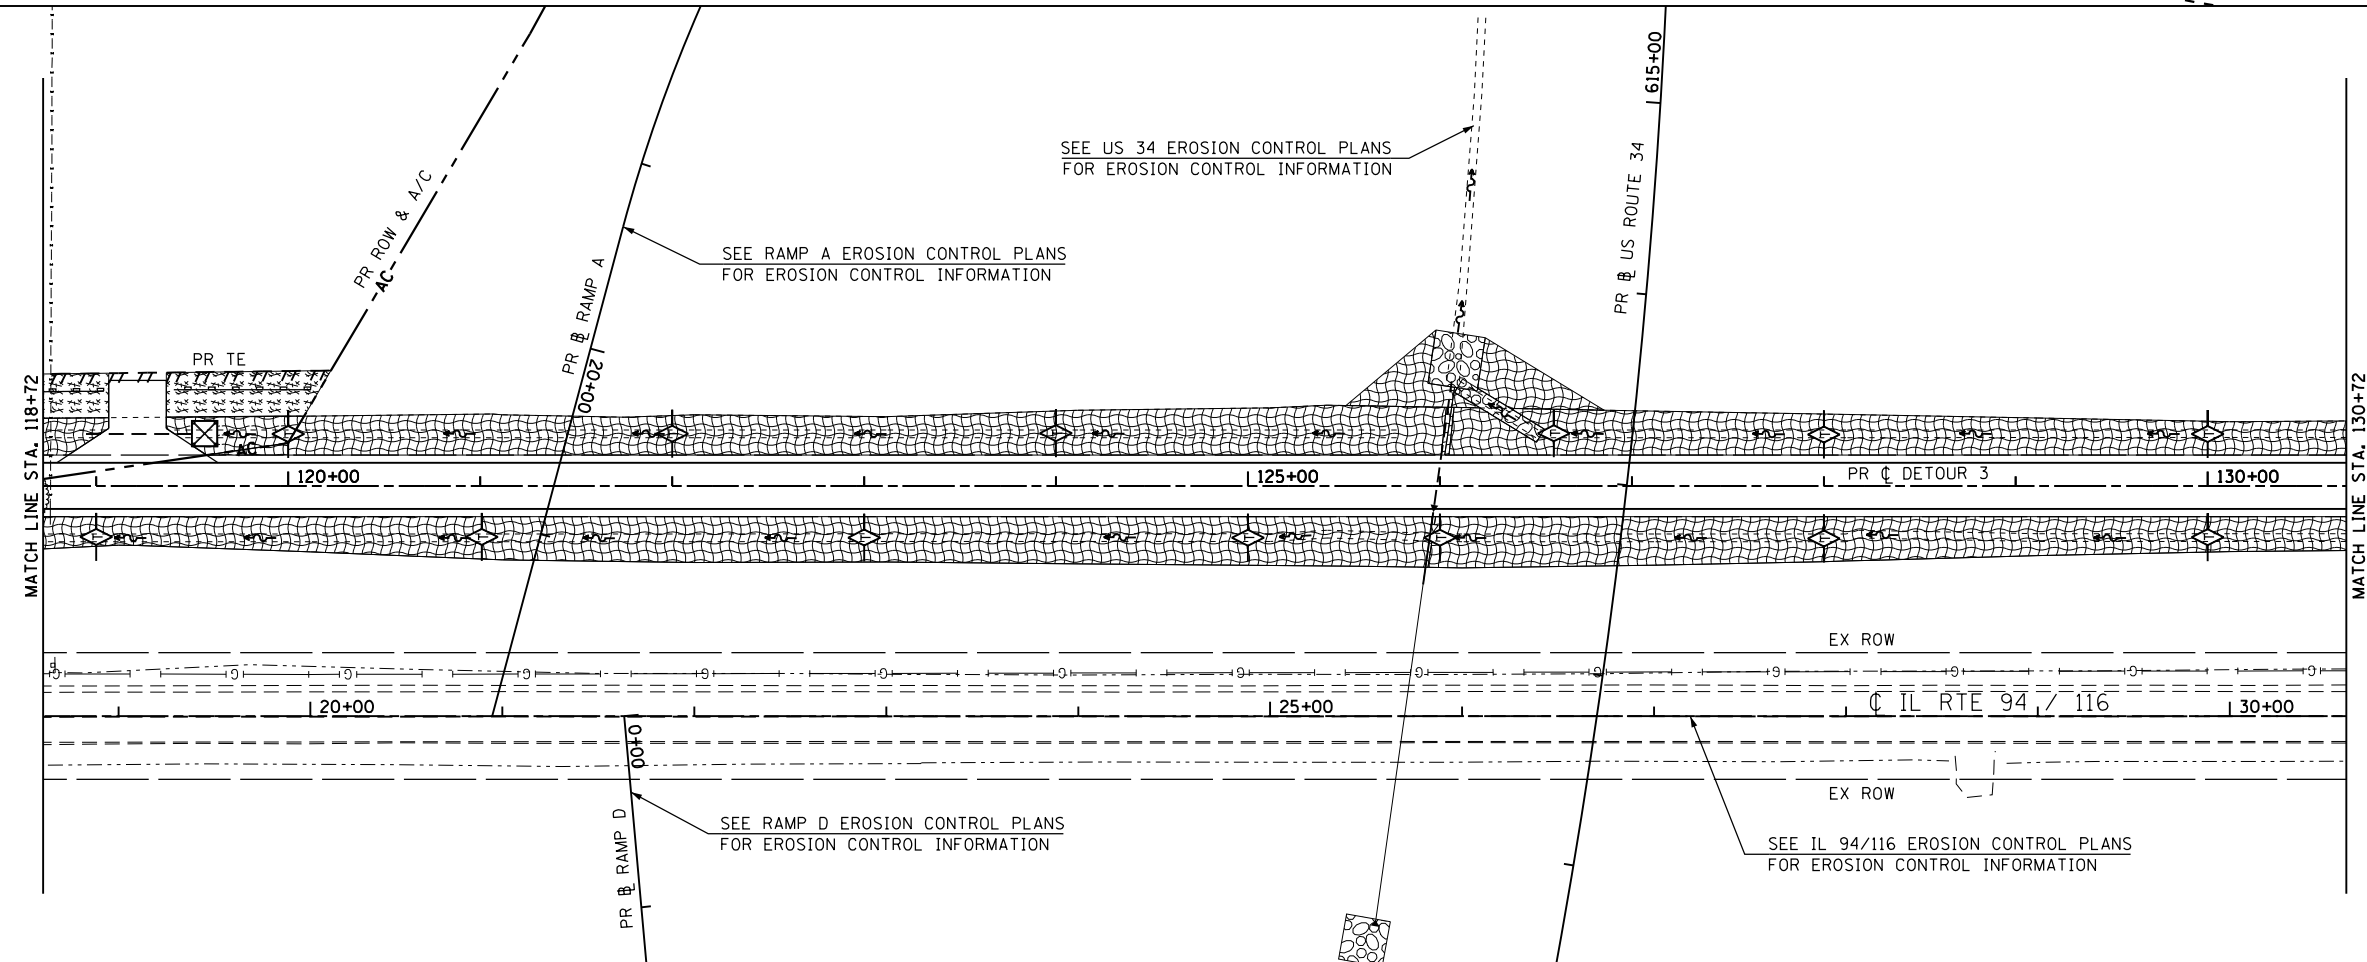 615+00
SEE US 34 EROSION CONTROL PLANS
FOR EROSION CONTROL INFORMATION
PR ROW & A/C
AC
SEE RAMP A EROSION CONTROL PLANS
FOR EROSION CONTROL INFORMATION
PR ℄ RAMP A
20+00
PR ℄ US ROUTE 34
PR TE
MATCH LINE STA. 118+72
MATCH LINE STA. 130+72
AC
120+00
125+00
PR ℄ DETOUR 3
130+00
EX ROW
G G G G G G G G G G G G G G
20+00
25+00
℄ IL RTE 94 / 116
30+00
0+00
EX ROW
PR ℄ RAMP D
SEE RAMP D EROSION CONTROL PLANS
FOR EROSION CONTROL INFORMATION
SEE IL 94/116 EROSION CONTROL PLANS
FOR EROSION CONTROL INFORMATION